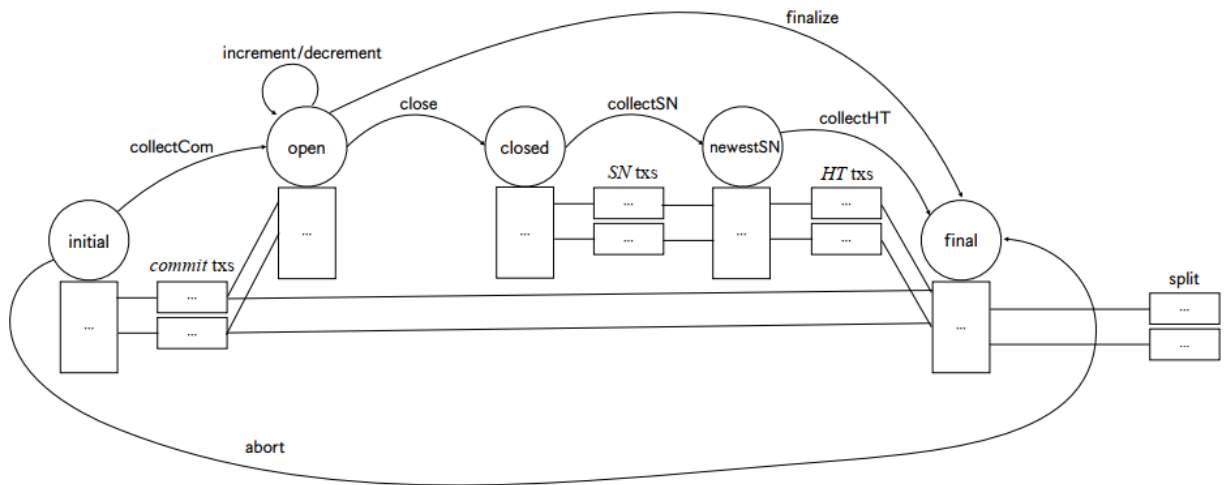 finalize
increment/decrement
close
collectSN
collectHT
collectCom
open
closed
newestSN
SN txs
HT txs
...
...
...
...
...
...
...
initial
final
commit txs
split
...
...
...
...
...
...
abort